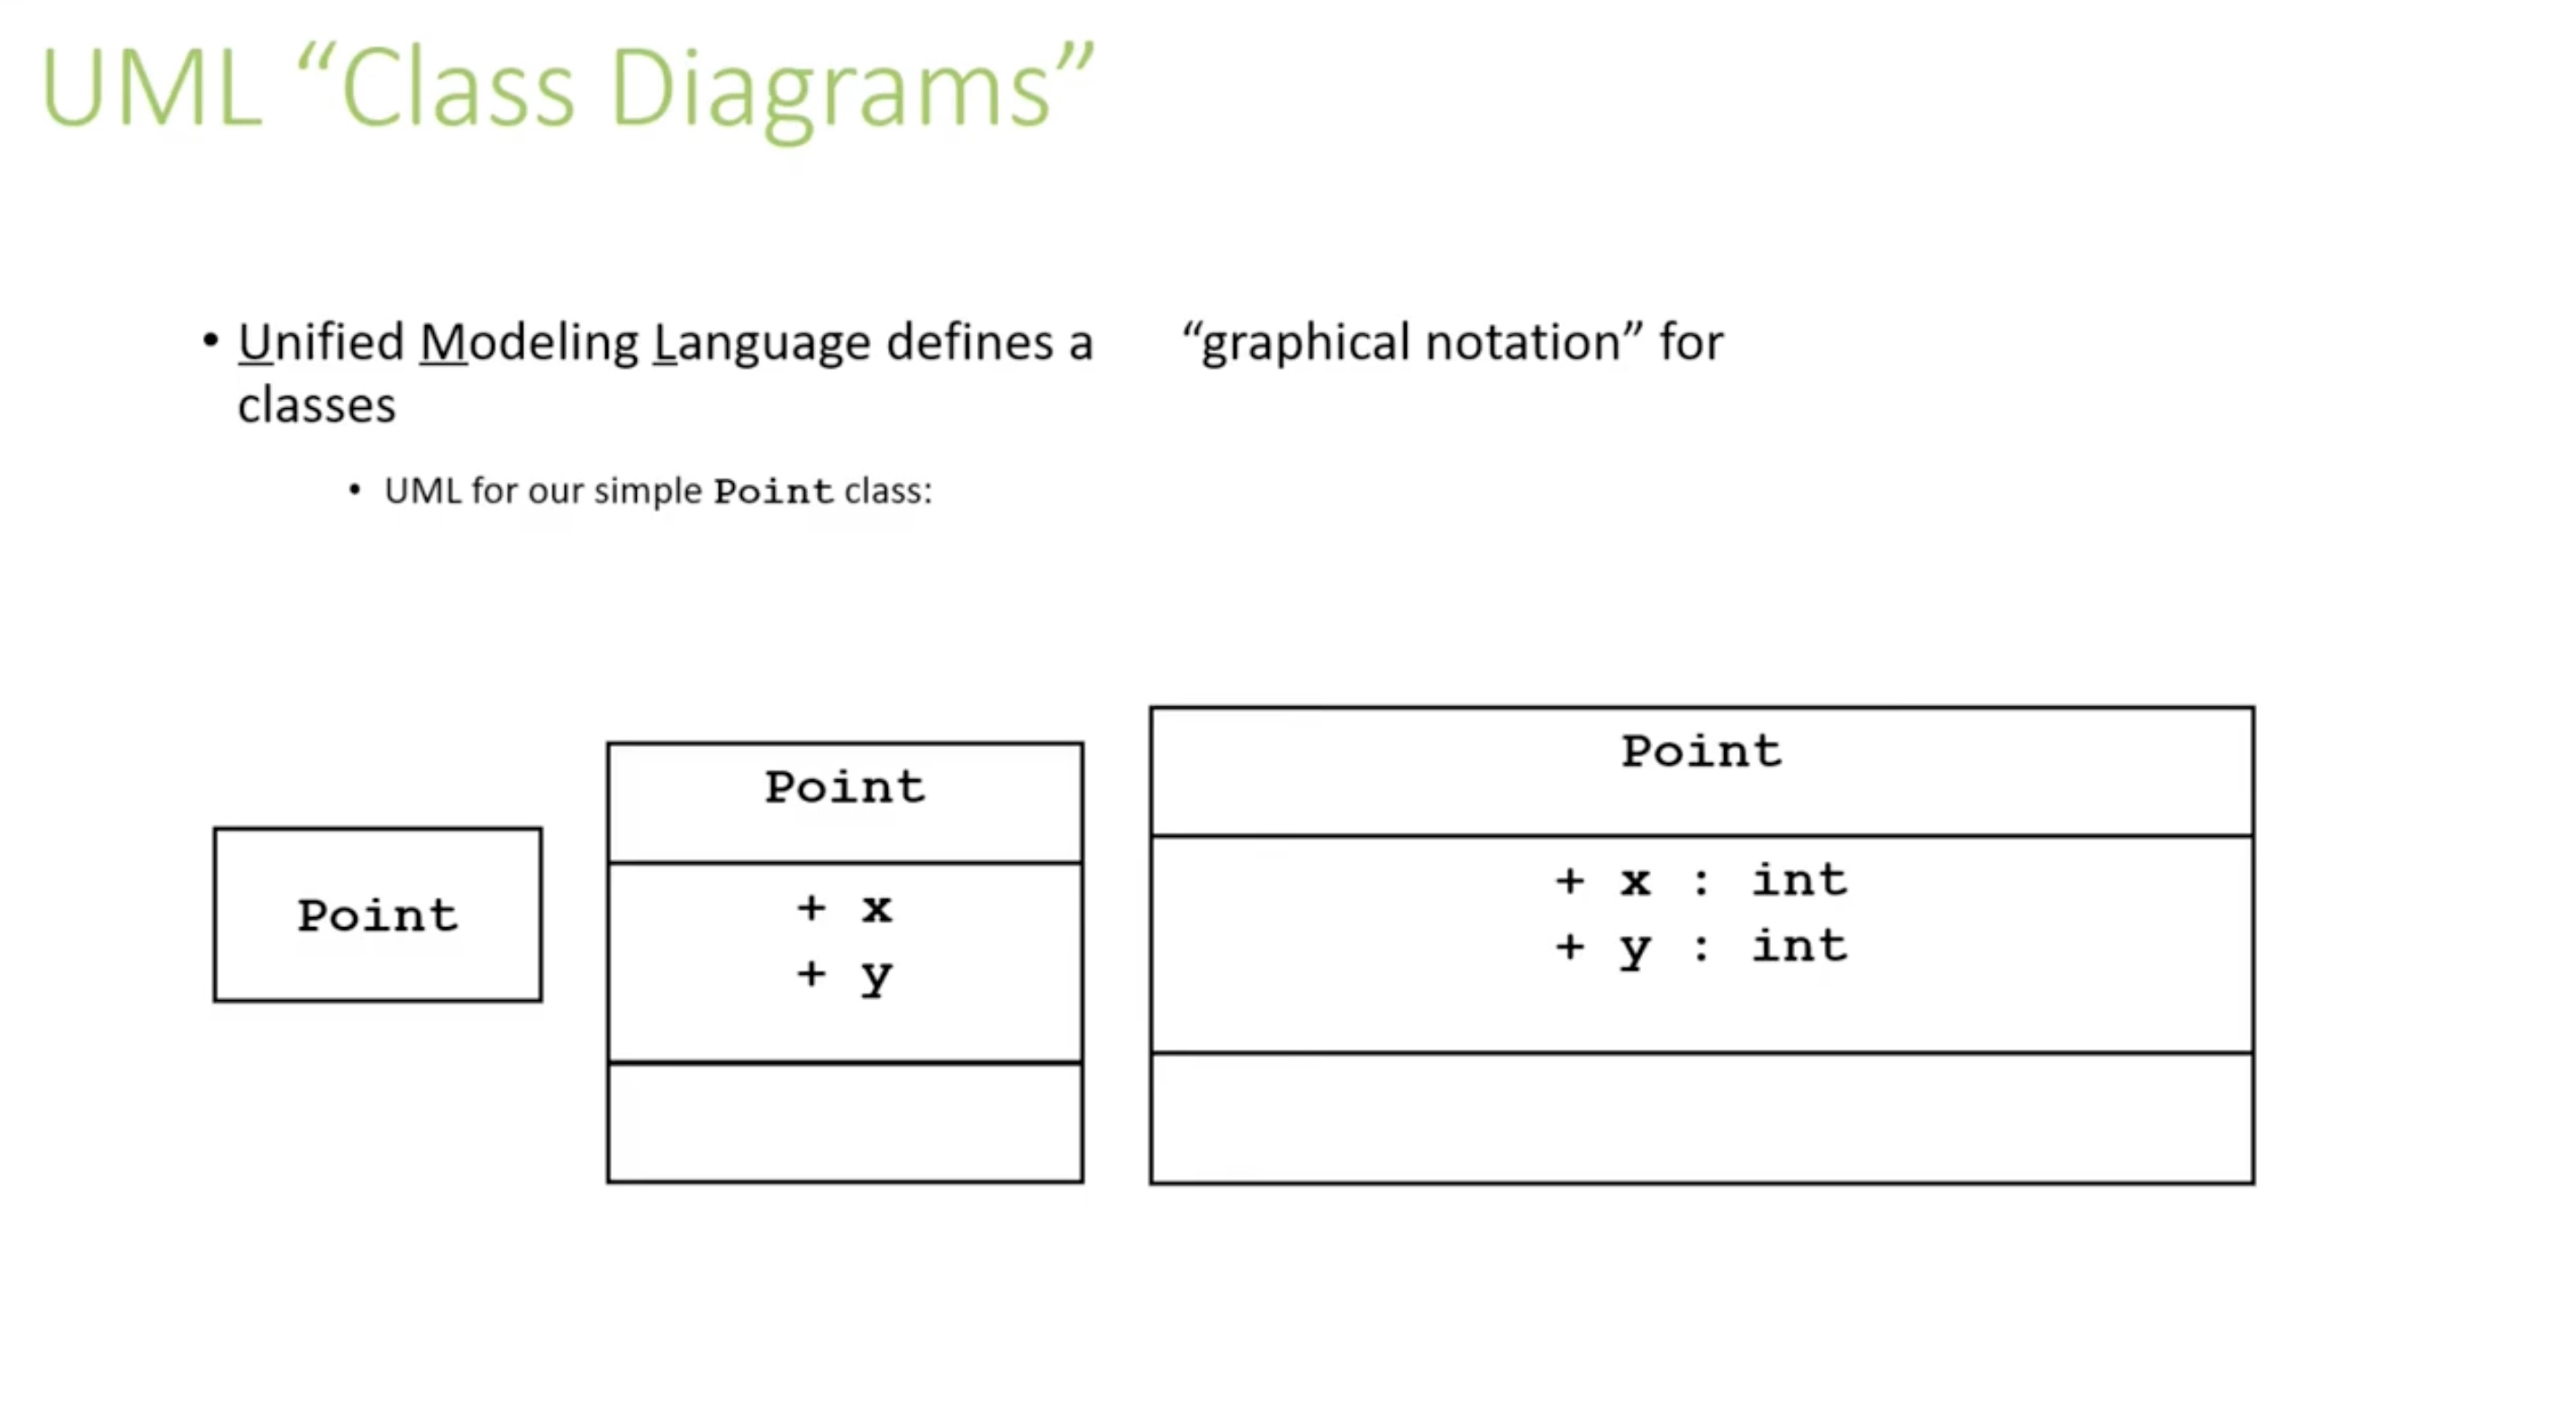 UML “Class Diagrams”
• Unified Modeling Language defines a “graphical notation” for
classes
• UML for our simple Point class:
Point
Point
+ x
+ y
Point
+ x : int
+ y : int